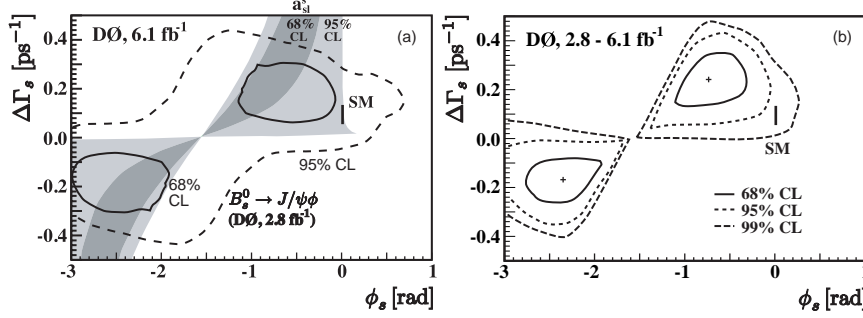 a^s_sl
68% CL
95% CL
DØ, 6.1 fb⁻¹
(a)
ΔΓ_s [ps⁻¹]
0.4
0.2
0.0
-0.2
-0.4
SM
95% CL
68% CL
B⁰_s → J/ψϕ
(DØ, 2.8 fb⁻¹)
-3 -2 -1 0 1
ϕ_s [rad]
DØ, 2.8 - 6.1 fb⁻¹
(b)
ΔΓ_s [ps⁻¹]
0.4
0.2
0.0
-0.2
-0.4
SM
68% CL
95% CL
99% CL
-3 -2 -1 0 1
ϕ_s [rad]